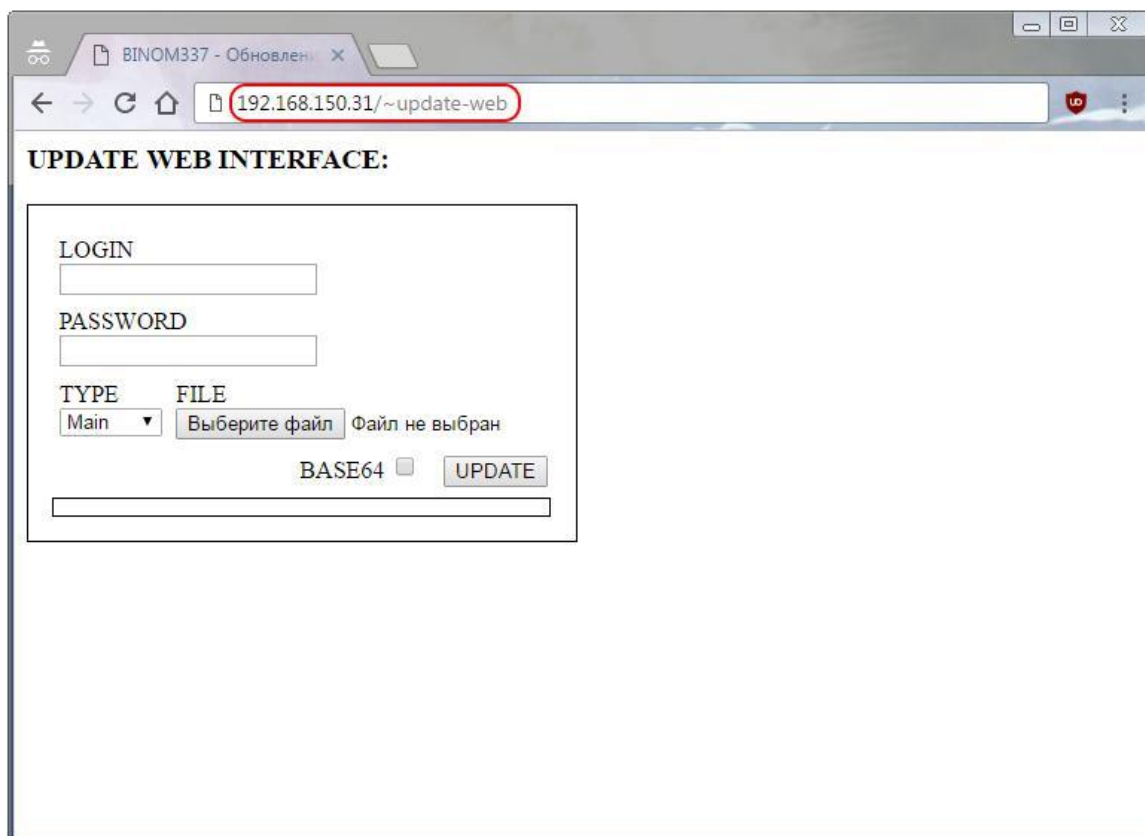 BINOM337 - Обновлени
192.168.150.31/~update-web
UPDATE WEB INTERFACE:
LOGIN
PASSWORD
TYPE FILE
Main Выберите файл Файл не выбран
BASE64 UPDATE